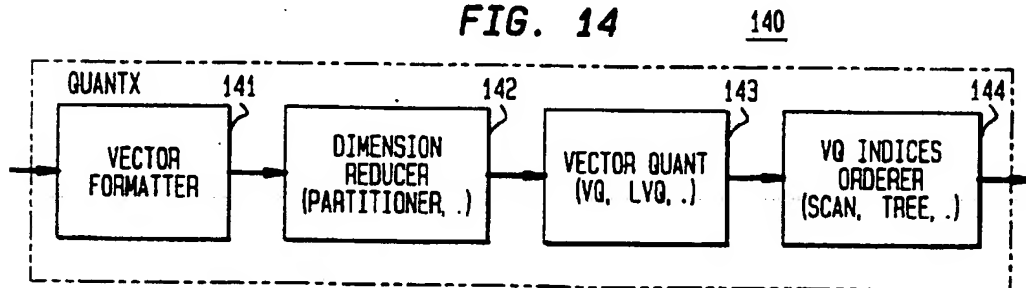 FIG. 14
140
QUANTX
141
142
143
144
VECTOR
FORMATTER
DIMENSION
REDUCER
(PARTITIONER, .)
VECTOR QUANT
(VQ, LVQ, .)
VQ INDICES
ORDERER
(SCAN, TREE, .)